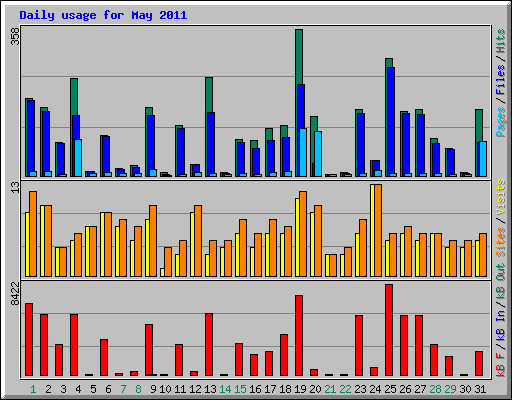 Daily usage for May 2011
358
Pages / Files / Hits
13
Sites / Visits
8422
kB F / kB In / kB Out
1 2 3 4 5 6 7 8 9 10 11 12 13 14 15 16 17 18 19 20 21 22 23 24 25 26 27 28 29 30 31